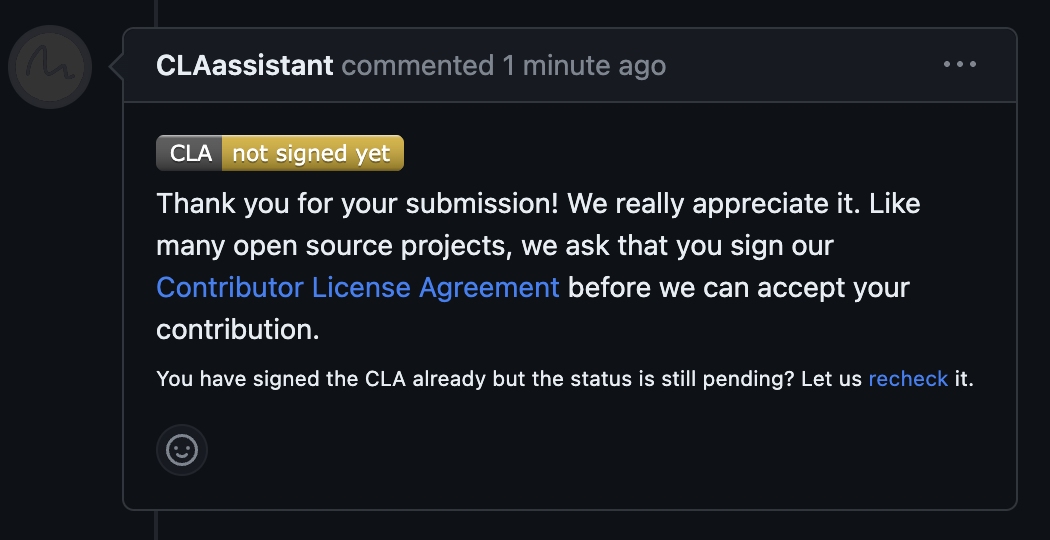 CLAassistant commented 1 minute ago
CLA not signed yet
Thank you for your submission! We really appreciate it. Like
many open source projects, we ask that you sign our
Contributor License Agreement before we can accept your
contribution.
You have signed the CLA already but the status is still pending? Let us recheck it.